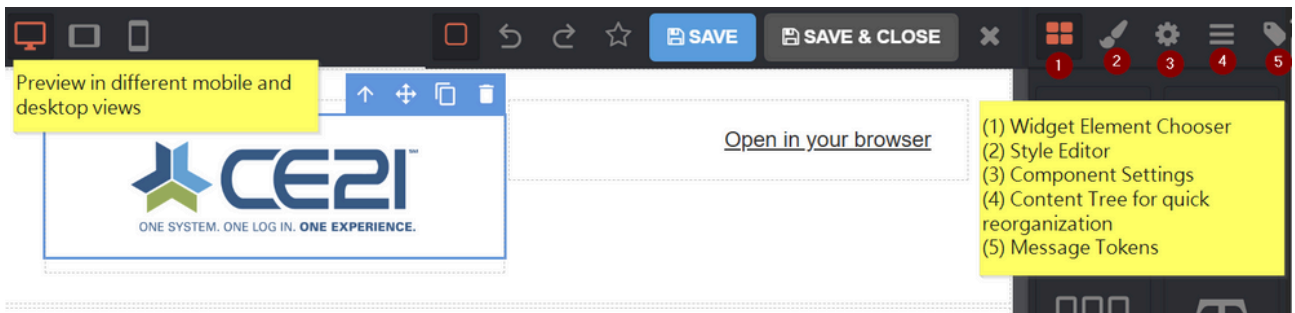 SAVE
SAVE & CLOSE
1
2
3
4
5
Preview in different mobile and
desktop views
Open in your browser
CE21™
ONE SYSTEM. ONE LOG IN. ONE EXPERIENCE.
(1) Widget Element Chooser
(2) Style Editor
(3) Component Settings
(4) Content Tree for quick
reorganization
(5) Message Tokens